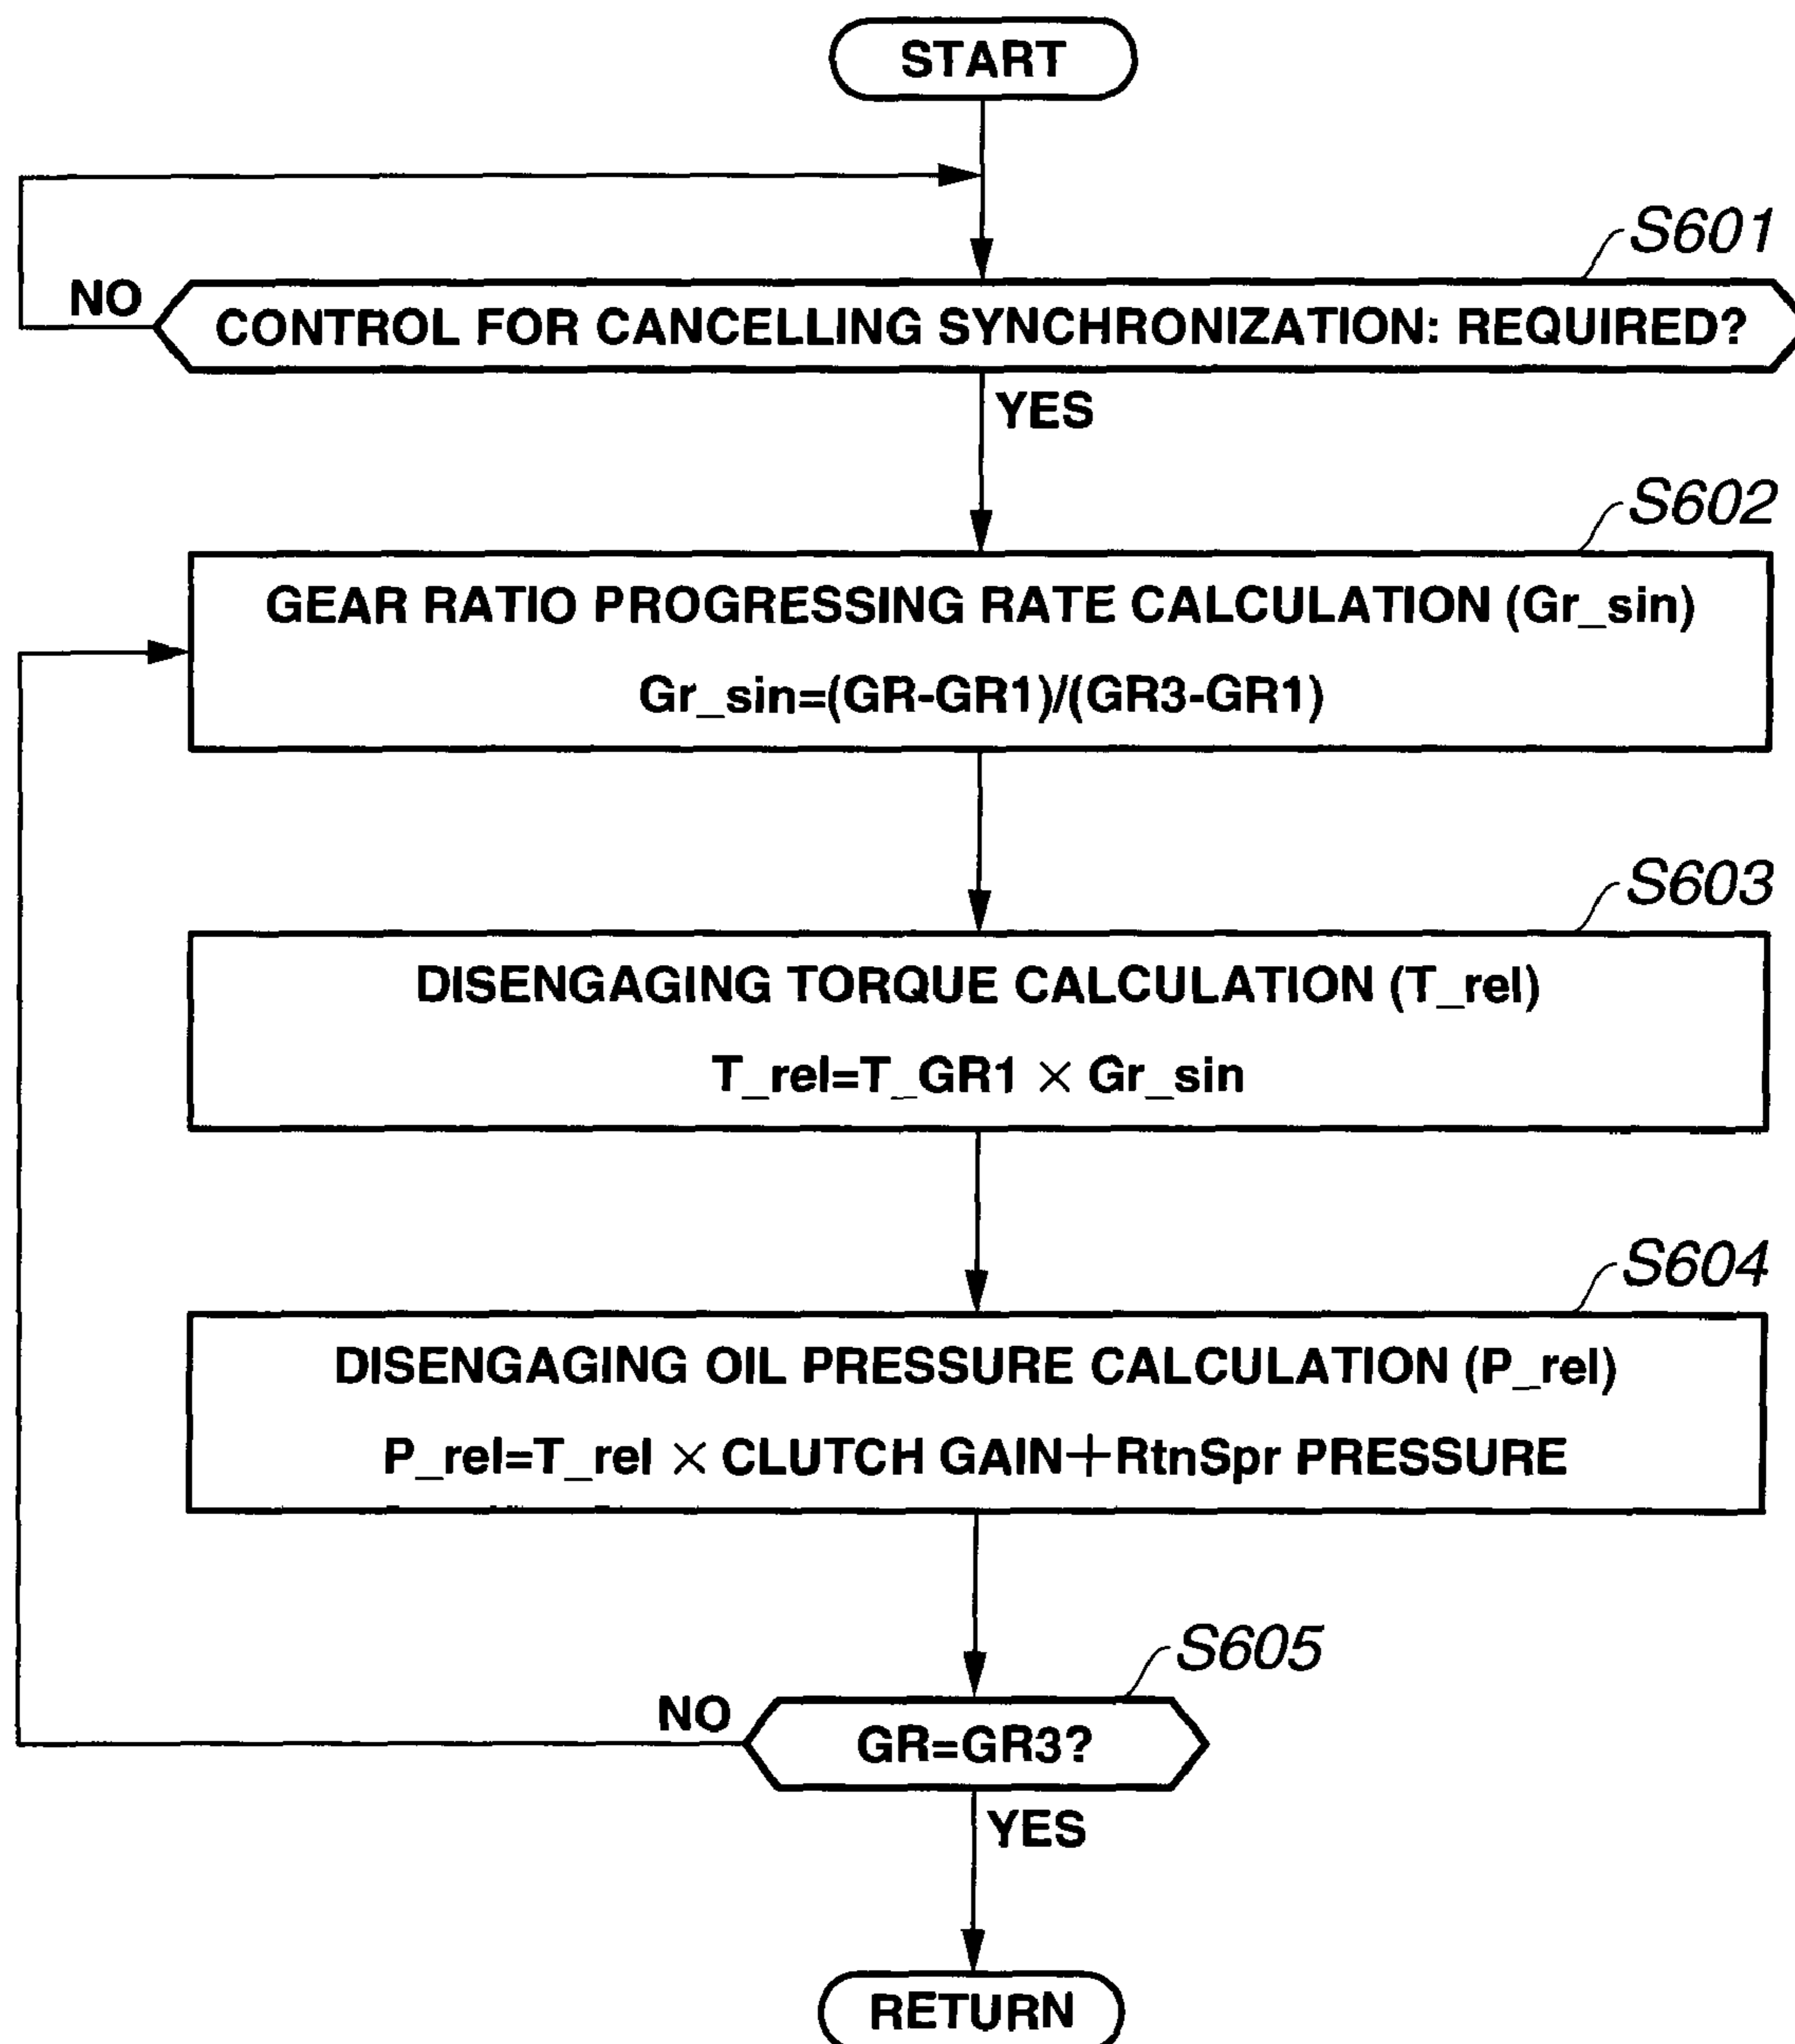 START
S601
NO
CONTROL FOR CANCELLING SYNCHRONIZATION: REQUIRED?
YES
S602
GEAR RATIO PROGRESSING RATE CALCULATION (Gr_sin)
Gr_sin=(GR-GR1)/(GR3-GR1)
S603
DISENGAGING TORQUE CALCULATION (T_rel)
T_rel=T_GR1 × Gr_sin
S604
DISENGAGING OIL PRESSURE CALCULATION (P_rel)
P_rel=T_rel × CLUTCH GAIN+RtnSpr PRESSURE
S605
NO
GR=GR3?
YES
RETURN